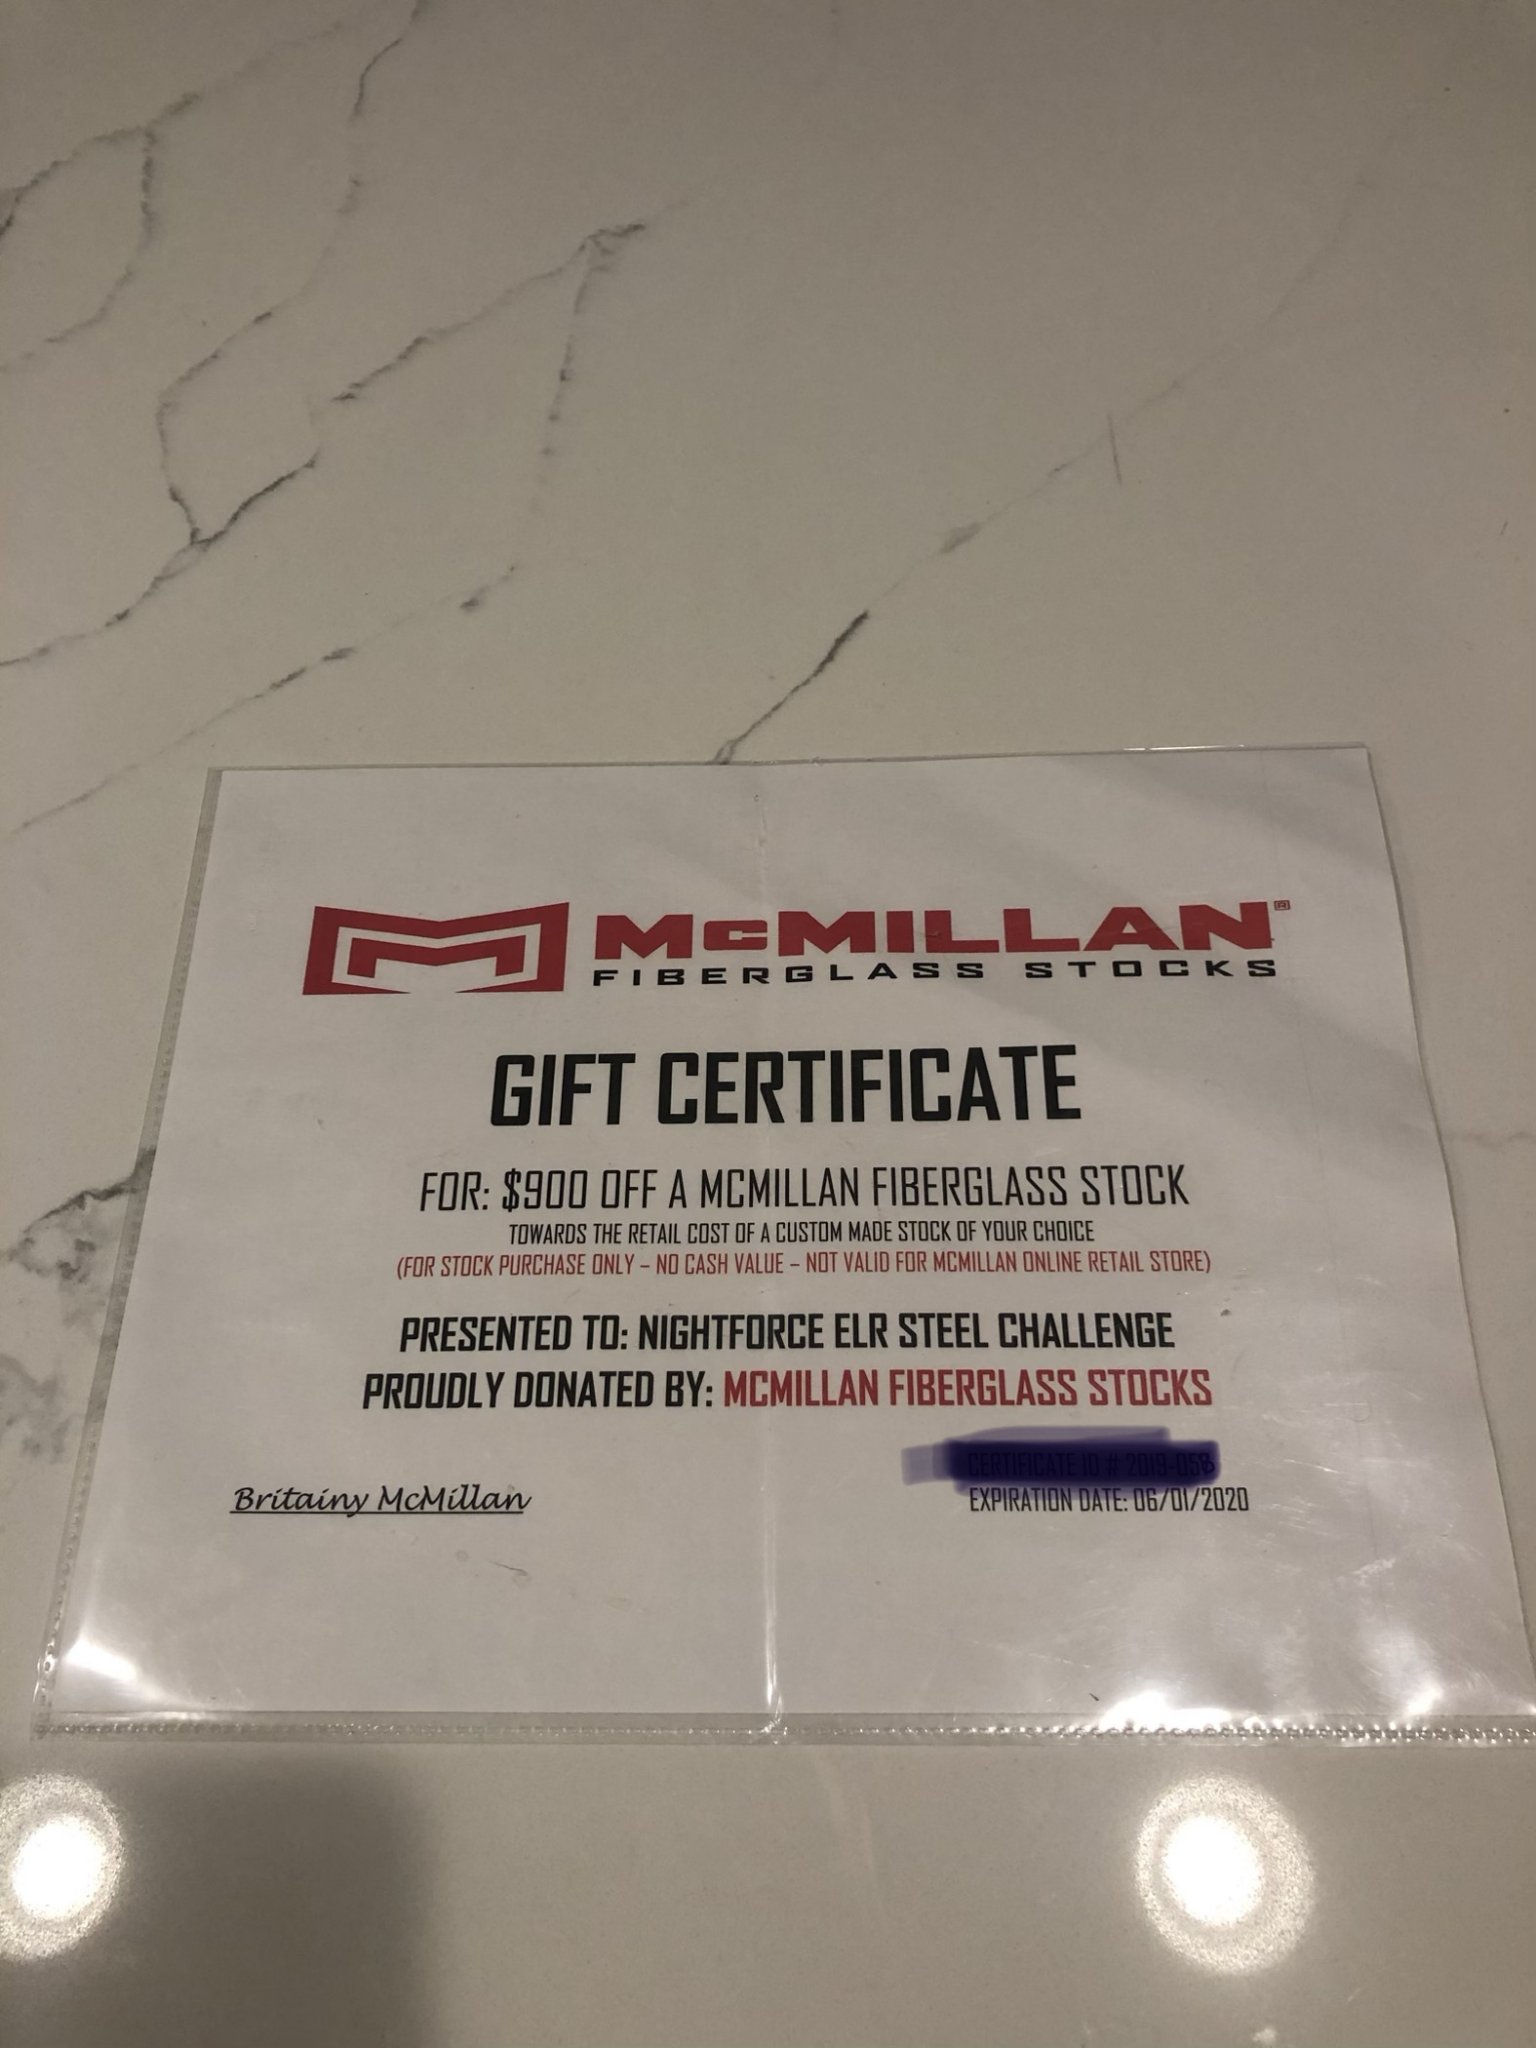 McMILLAN®
FIBERGLASS STOCKS
GIFT CERTIFICATE
FOR: $900 OFF A MCMILLAN FIBERGLASS STOCK
TOWARDS THE RETAIL COST OF A CUSTOM MADE STOCK OF YOUR CHOICE
(FOR STOCK PURCHASE ONLY – NO CASH VALUE – NOT VALID FOR MCMILLAN ONLINE RETAIL STORE)
PRESENTED TO: NIGHTFORCE ELR STEEL CHALLENGE
PROUDLY DONATED BY: MCMILLAN FIBERGLASS STOCKS
Britainy McMillan
EXPIRATION DATE: 06/01/2020